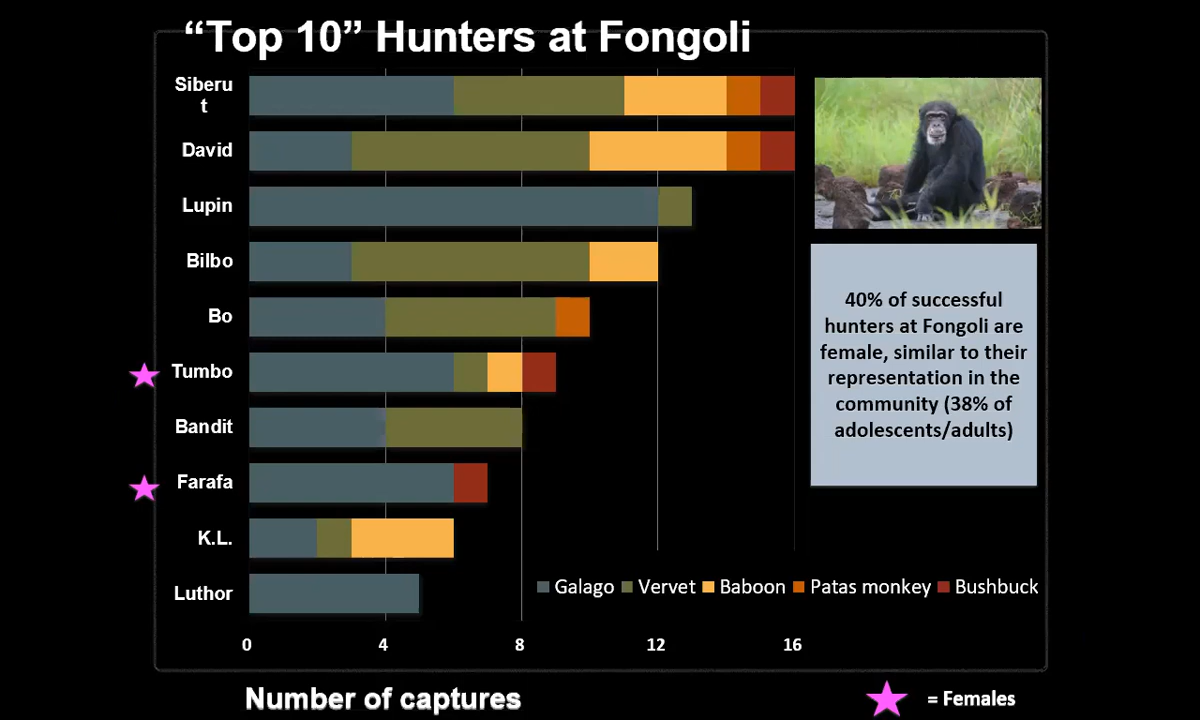 “Top 10” Hunters at Fongoli
Siberu
t
David
Lupin
Bilbo
Bo
Tumbo
Bandit
Farafa
K.L.
Luthor
40% of successful
hunters at Fongoli are
female, similar to their
representation in the
community (38% of
adolescents/adults)
Galago Vervet Baboon Patas monkey Bushbuck
0 4 8 12 16
Number of captures
= Females